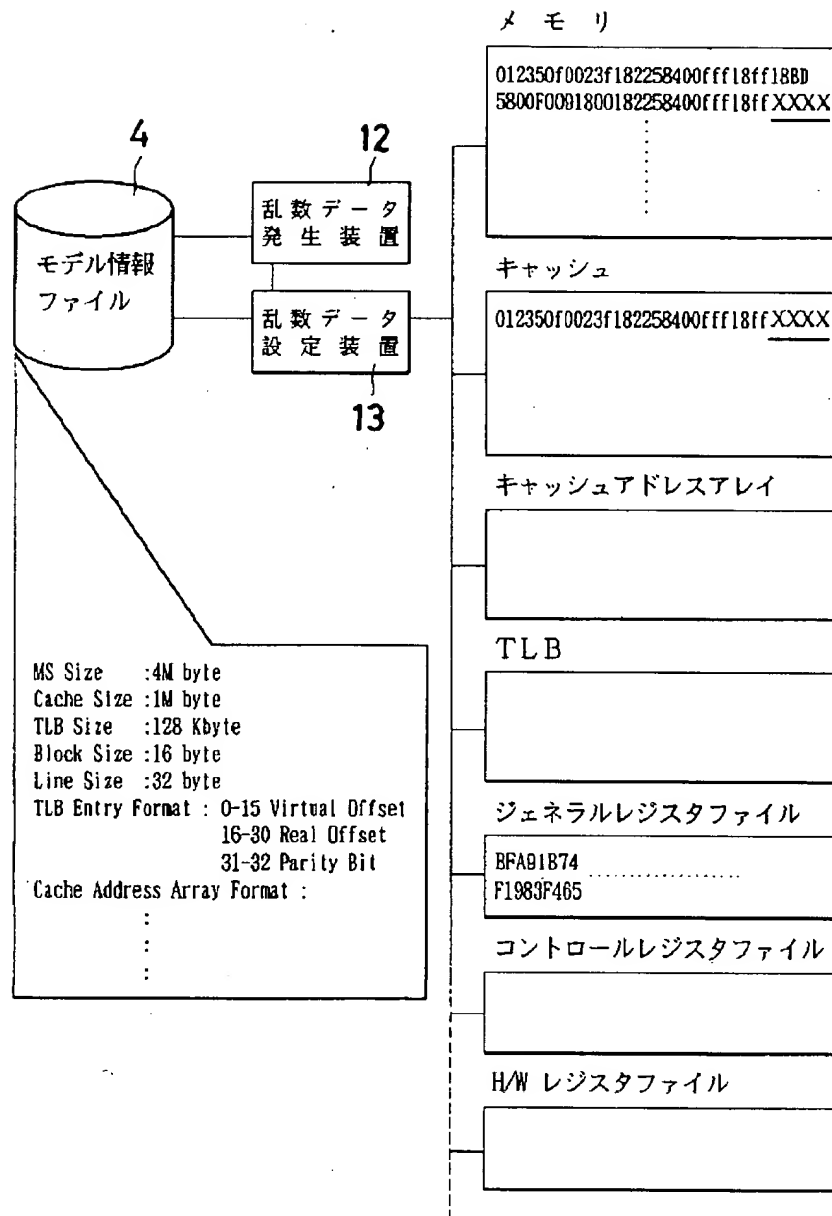 メモリ
012350f0023f182258400fff18ff18BD
5800F0091800182258400fff18ffXXXX
4
12
モデル情報
ファイル
乱数データ
発生装置
乱数データ
設定装置
13
キャッシュ
012350f0023f182258400fff18ffXXXX
キャッシュアドレスアレイ
TLB
MS Size :4M byte
Cache Size :1M byte
TLB Size :128 Kbyte
Block Size :16 byte
Line Size :32 byte
TLB Entry Format : 0-15 Virtual Offset
16-30 Real Offset
31-32 Parity Bit
Cache Address Array Format :
:
:
:
ジェネラルレジスタファイル
BFA91B74
F1983F465
コントロールレジスタファイル
H/W レジスタファイル